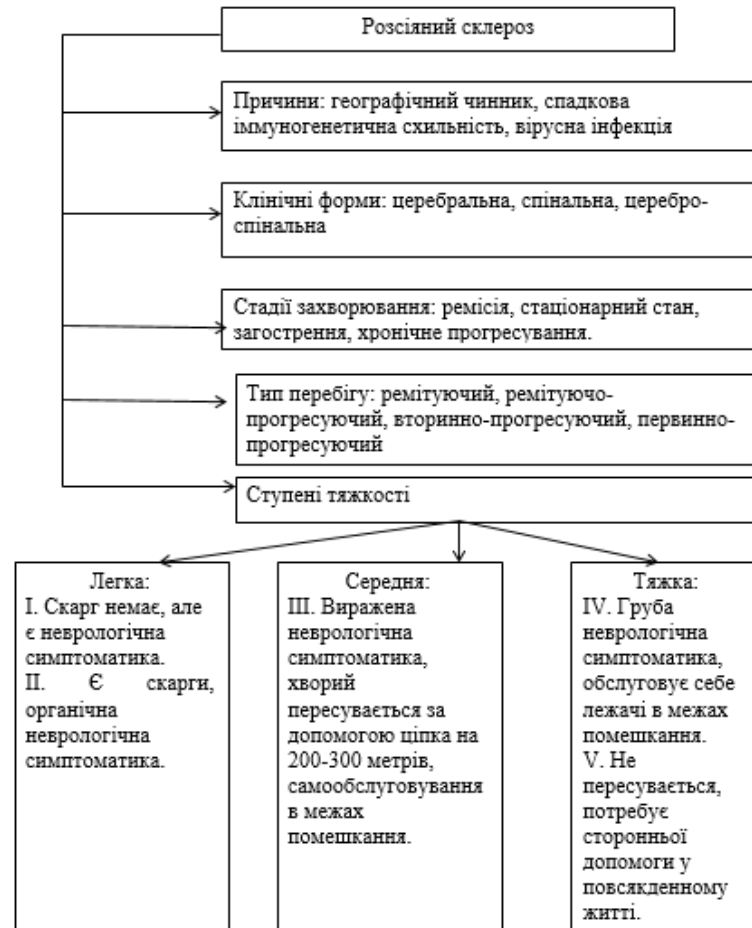 Розсіяний склероз
Причини: географічний чинник, спадкова
іммуногенетична схильність, вірусна інфекція
Клінічні форми: церебральна, спінальна, церебро-
спінальна
Стадії захворювання: ремісія, стаціонарний стан,
загострення, хронічне прогресування.
Тип перебігу: ремітуючий, ремітуючо-
прогресуючий, вторинно-прогресуючий, первинно-
прогресуючий
Ступені тяжкості
Легка:
I. Скарг немає, але
є неврологічна
симптоматика.
II. Є скарги,
органічна
неврологічна
симптоматика.
Середня:
III. Виражена
неврологічна
симптоматика,
хворий
пересувається за
допомогою ціпка на
200-300 метрів,
самообслуговування
в межах
помешкання.
Тяжка:
IV. Груба
неврологічна
симптоматика,
обслуговує себе
лежачі в межах
помешкання.
V. Не
пересувається,
потребує
сторонньої
допомоги у
повсякденному
житті.